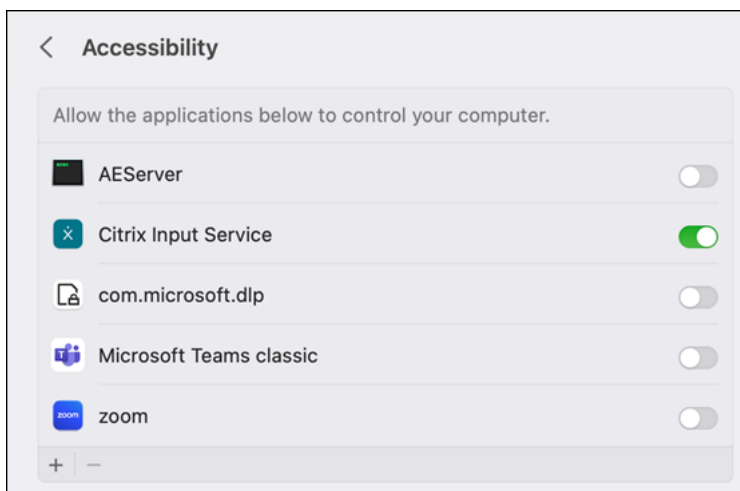 Accessibility
Allow the applications below to control your computer.
AEServer
Citrix Input Service
com.microsoft.dlp
Microsoft Teams classic
zoom zoom